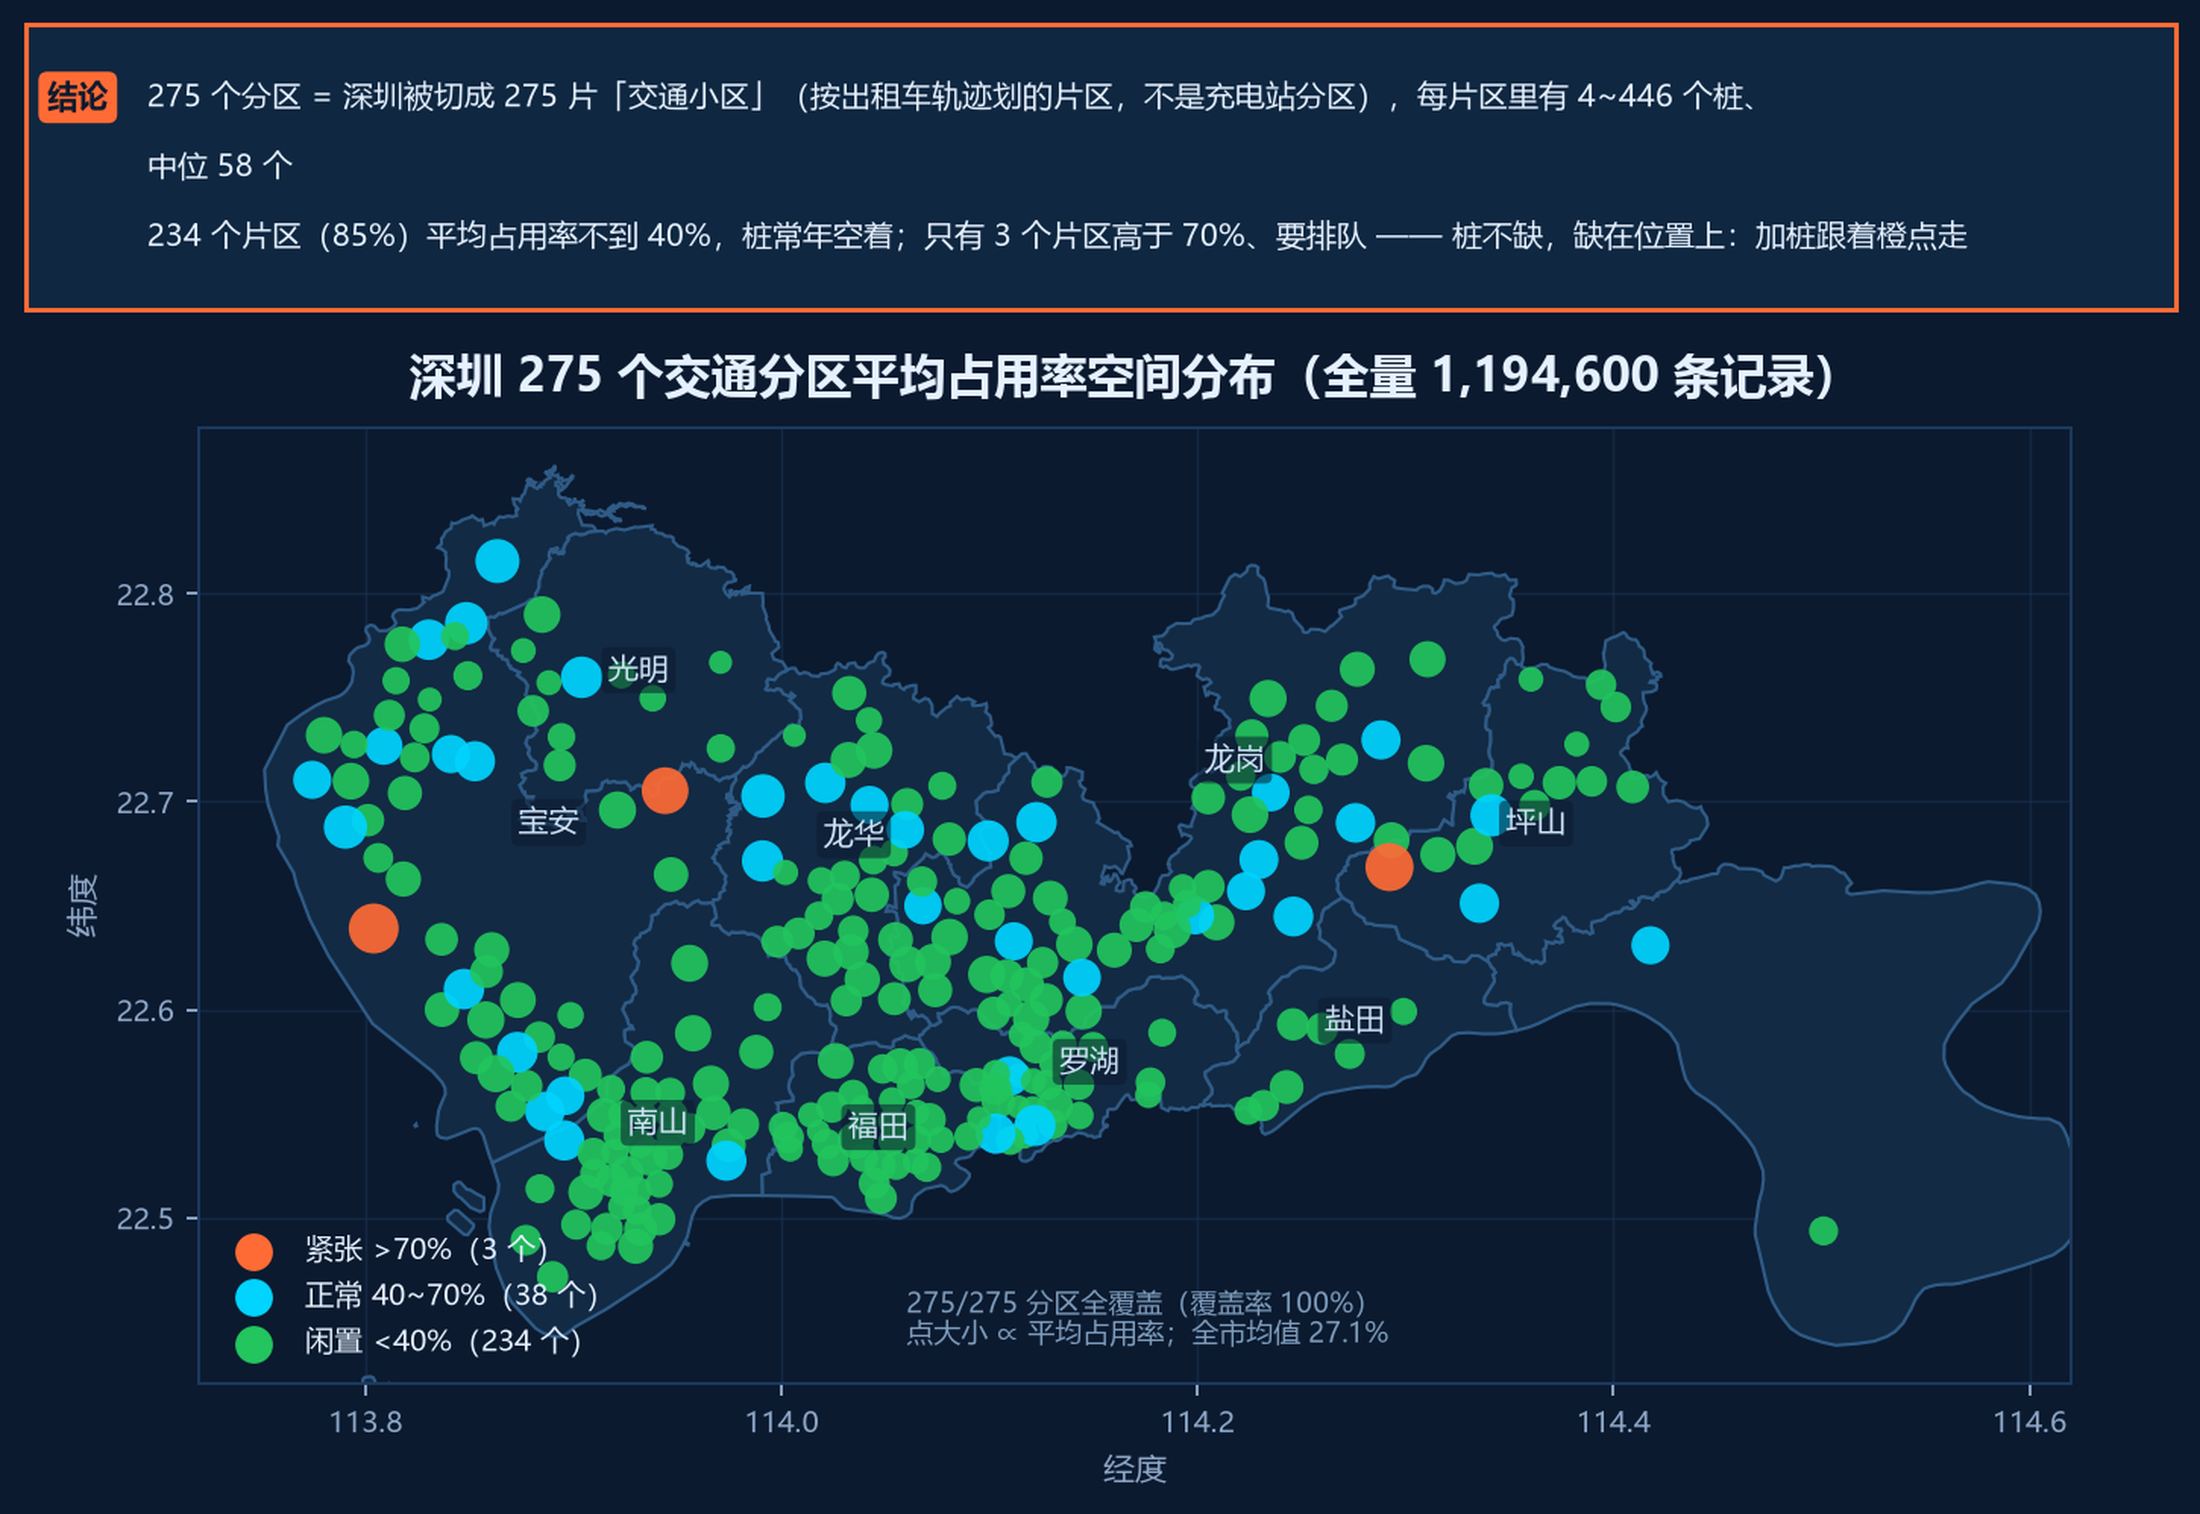 结论
275 个分区 = 深圳被切成 275 片「交通小区」（按出租车轨迹划的片区，不是充电站分区），每片区里有 4~446 个桩、
中位 58 个
234 个片区（85%）平均占用率不到 40%，桩常年空着；只有 3 个片区高于 70%、要排队 —— 桩不缺，缺在位置上：加桩跟着橙点走
深圳 275 个交通分区平均占用率空间分布（全量 1,194,600 条记录）
纬度
22.8
22.7
22.6
22.5
光明
宝安
龙华
龙岗
坪山
盐田
罗湖
南山
福田
紧张 >70%（3 个）
正常 40~70%（38 个）
闲置 <40%（234 个）
275/275 分区全覆盖（覆盖率 100%）
点大小 ∝ 平均占用率；全市均值 27.1%
113.8
114.0
114.2
114.4
114.6
经度